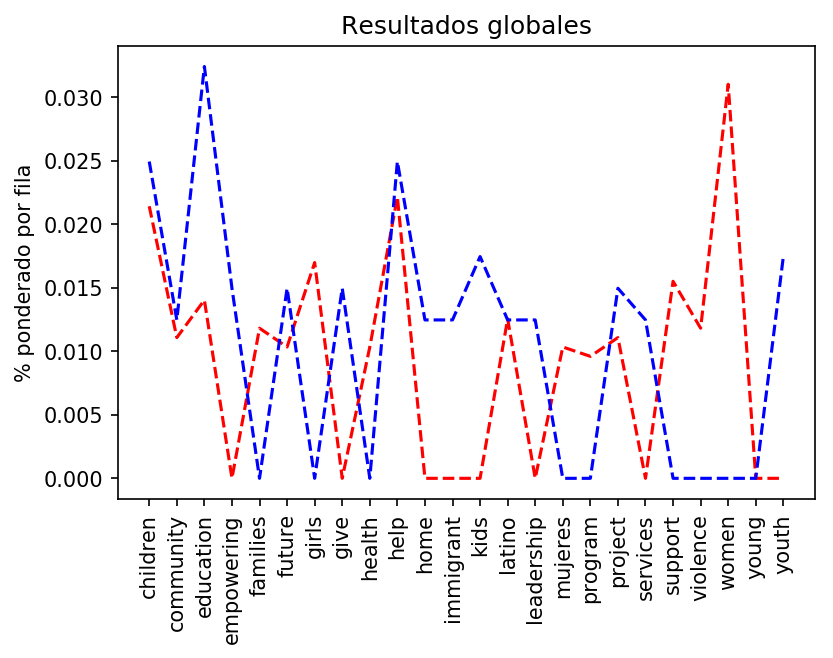 Resultados globales
% ponderado por fila
0.030
0.025
0.020
0.015
0.010
0.005
0.000
children
community
education
empowering
families
future
girls
give
health
help
home
immigrant
kids
latino
leadership
mujeres
program
project
services
support
violence
women
young
youth